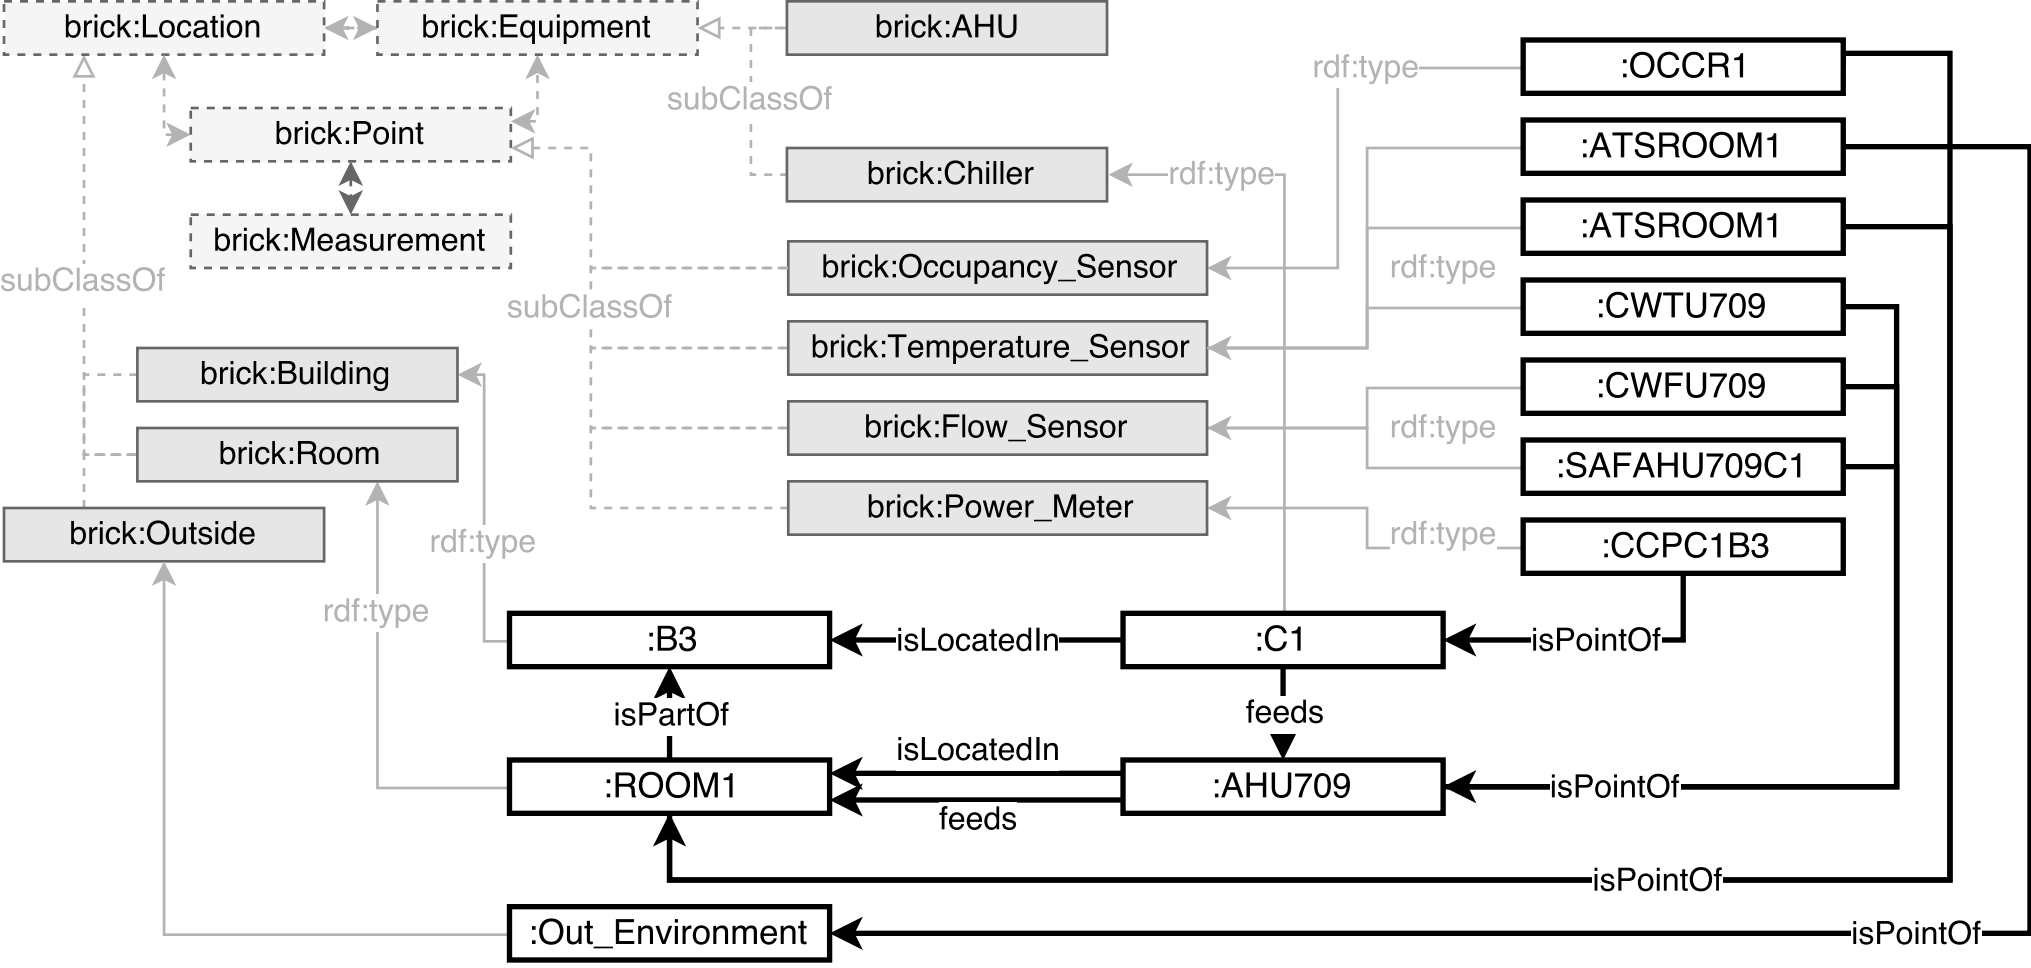 brick:Location
brick:Equipment
brick:AHU
:OCCR1
rdf:type
subClassOf
brick:Point
:ATSROOM1
brick:Chiller
rdf:type
:ATSROOM1
brick:Measurement
brick:Occupancy_Sensor
rdf:type
subClassOf
subClassOf
:CWTU709
brick:Temperature_Sensor
brick:Building
:CWFU709
brick:Flow_Sensor
rdf:type
brick:Room
:SAFAHU709C1
brick:Power_Meter
brick:Outside
rdf:type
rdf:type
:CCPC1B3
rdf:type
:B3
isLocatedIn
:C1
isPointOf
isPartOf
feeds
isLocatedIn
:ROOM1
:AHU709
isPointOf
feeds
isPointOf
:Out_Environment
isPointOf